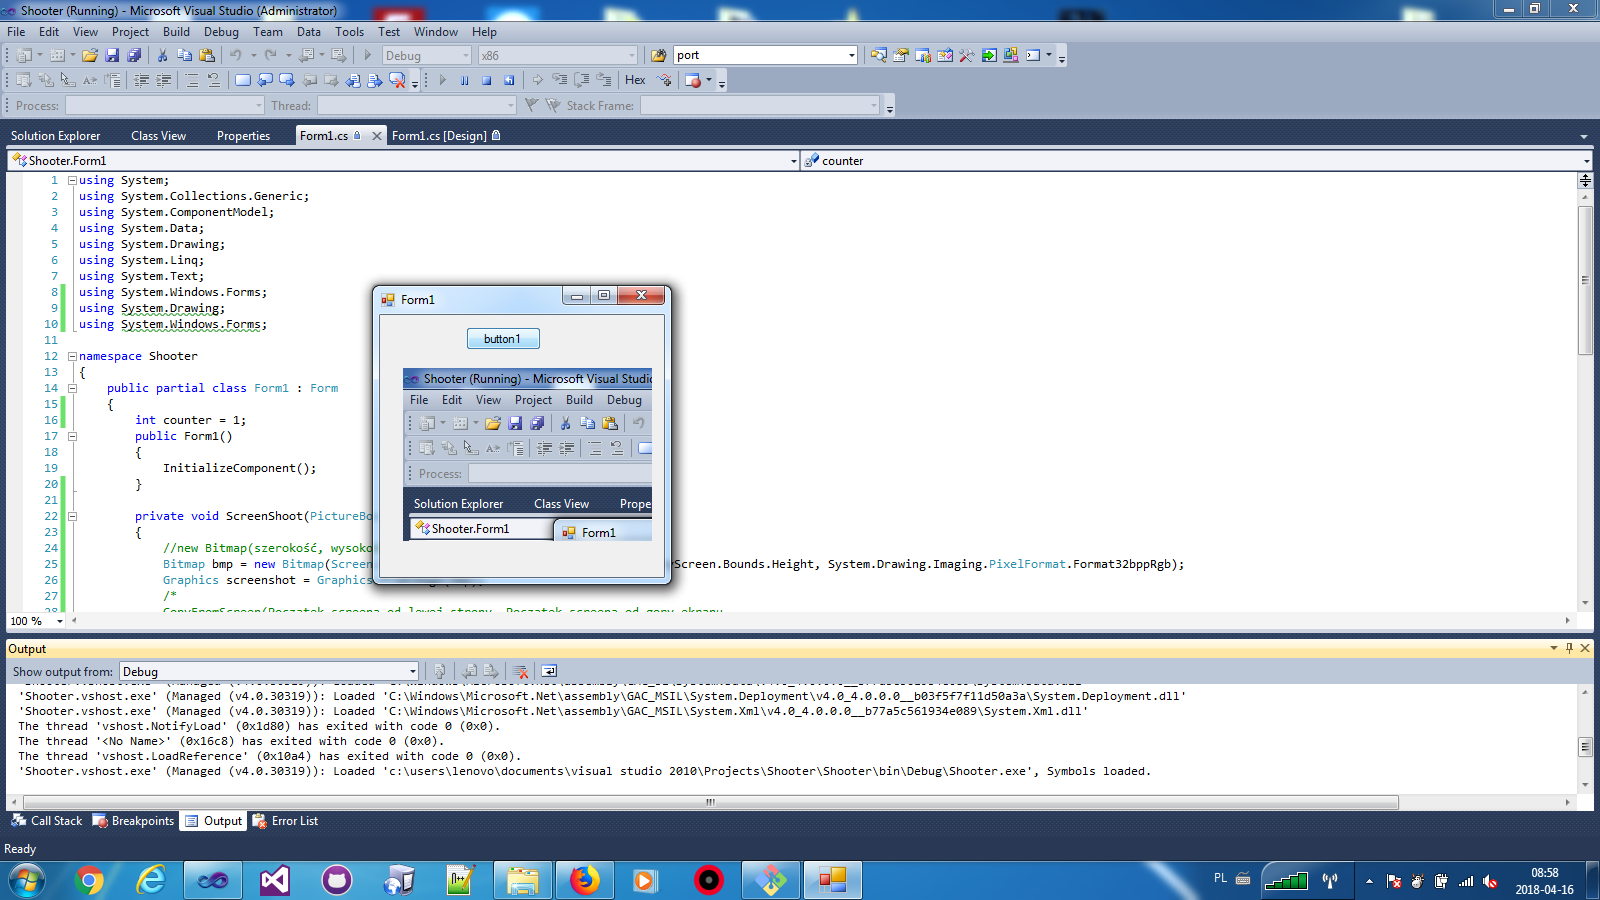 Shooter (Running) - Microsoft Visual Studio (Administrator)
File Edit View Project Build Debug Team Data Tools Test Window Help
Debug x86 port
Hex
Process: Thread: Stack Frame:
Solution Explorer Class View Properties Form1.cs Form1.cs [Design]
Shooter.Form1 counter
1 using System;
2 using System.Collections.Generic;
3 using System.ComponentModel;
4 using System.Data;
5 using System.Drawing;
6 using System.Linq;
7 using System.Text;
8 using System.Windows.Forms;
9 using System.Drawing;
10 using System.Windows.Forms;
11
12 namespace Shooter
13 {
14 public partial class Form1 : Form
15 {
16 int counter = 1;
17 public Form1()
18 {
19 InitializeComponent();
20 }
21
22 private void ScreenShoot(PictureBo
23 {
24 //new Bitmap(szerokość, wysoko
25 Bitmap bmp = new Bitmap(Screen yScreen.Bounds.Height, System.Drawing.Imaging.PixelFormat.Format32bppRgb);
26 Graphics screenshot = Graphics
27 /*
28 CopyFromScreen(Poczatek screena od lewej strony, Poczatek screena od gory ekranu
Form1
button1
Shooter (Running) - Microsoft Visual Studio
File Edit View Project Build Debug
Process:
Solution Explorer Class View Prope
Shooter.Form1 Form1
100 %
Output
Show output from: Debug
'Shooter.vshost.exe' (Managed (v4.0.30319)): Loaded 'C:\Windows\Microsoft.Net\assembly\GAC_MSIL\System.Deployment\v4.0_4.0.0.0__b03f5f7f11d50a3a\System.Deployment.dll'
'Shooter.vshost.exe' (Managed (v4.0.30319)): Loaded 'C:\Windows\Microsoft.Net\assembly\GAC_MSIL\System.Xml\v4.0_4.0.0.0__b77a5c561934e089\System.Xml.dll'
The thread 'vshost.NotifyLoad' (0x1d80) has exited with code 0 (0x0).
The thread '<No Name>' (0x16c8) has exited with code 0 (0x0).
The thread 'vshost.LoadReference' (0x10a4) has exited with code 0 (0x0).
'Shooter.vshost.exe' (Managed (v4.0.30319)): Loaded 'c:\users\lenovo\documents\visual studio 2010\Projects\Shooter\Shooter\bin\Debug\Shooter.exe', Symbols loaded.
Call Stack Breakpoints Output Error List
Ready
PL
08:58
2018-04-16